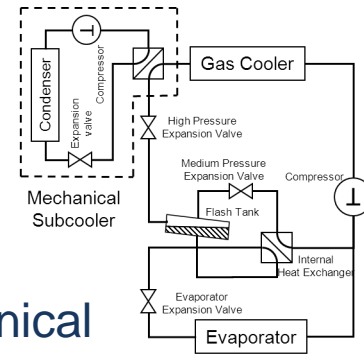 Condenser
Compressor
Expansion
valve
Gas Cooler
High Pressure
Expansion Valve
Mechanical
Subcooler
Medium Pressure
Expansion Valve
Flash Tank
Compressor
Internal
Heat Exchanger
Evaporator
Expansion Valve
Evaporator
nical